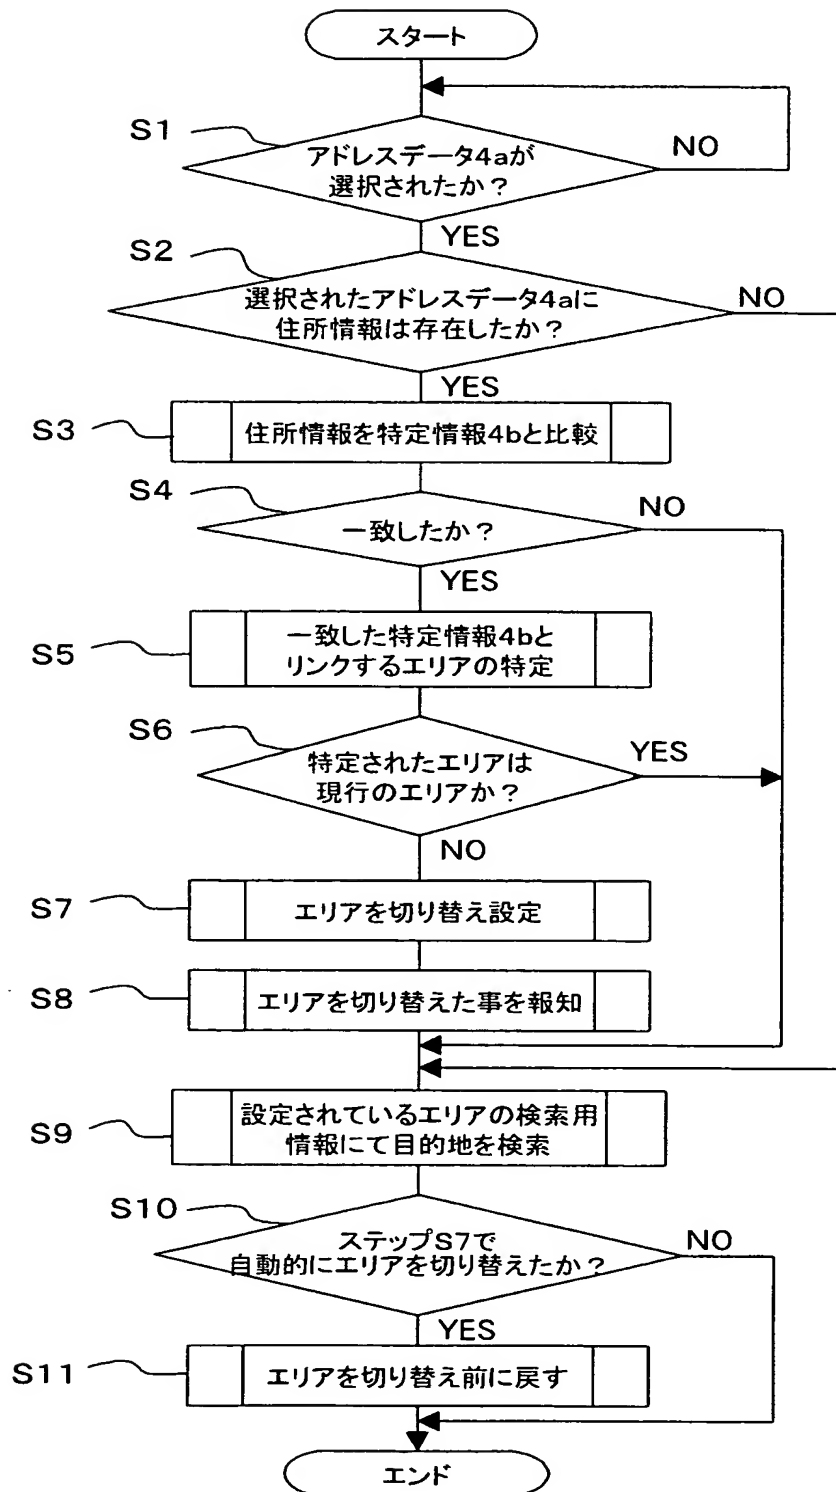 スタート
S1
アドレスデータ4aが
選択されたか？
NO
YES
S2
選択されたアドレスデータ4aに
住所情報は存在したか？
NO
YES
S3
住所情報を特定情報4bと比較
S4
一致したか？
NO
YES
S5
一致した特定情報4bと
リンクするエリアの特定
S6
特定されたエリアは
現行のエリアか？
YES
NO
S7
エリアを切り替え設定
S8
エリアを切り替えた事を報知
S9
設定されているエリアの検索用
情報にて目的地を検索
S10
ステップS7で
自動的にエリアを切り替えたか？
NO
YES
S11
エリアを切り替え前に戻す
エンド